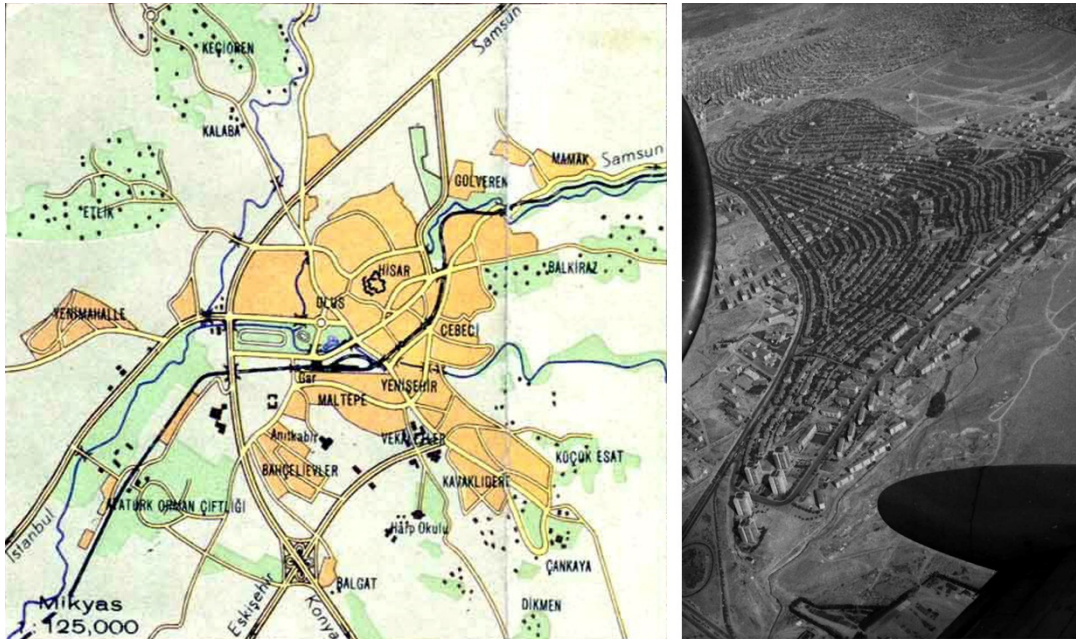 KEÇİÖREN
Samsun
KALABA
MAMAK
Samsun
GÜLVEREN
ETLİK
BALKIRAZ
HİSAR
ULUS
YENİMAHALLE
CEBECİ
Gar
YENİŞEHİR
MALTEPE
Anıtkabir
VEKALETLER
BAHÇELİEVLER
KÜÇÜK ESAT
KAVAKLIDERE
ATATÜRK ORMAN ÇİFTLİĞİ
Harp Okulu
İstanbul
ÇANKAYA
BALGAT
Mikyas
1:125,000
Eskişehir
Konya
DİKMEN